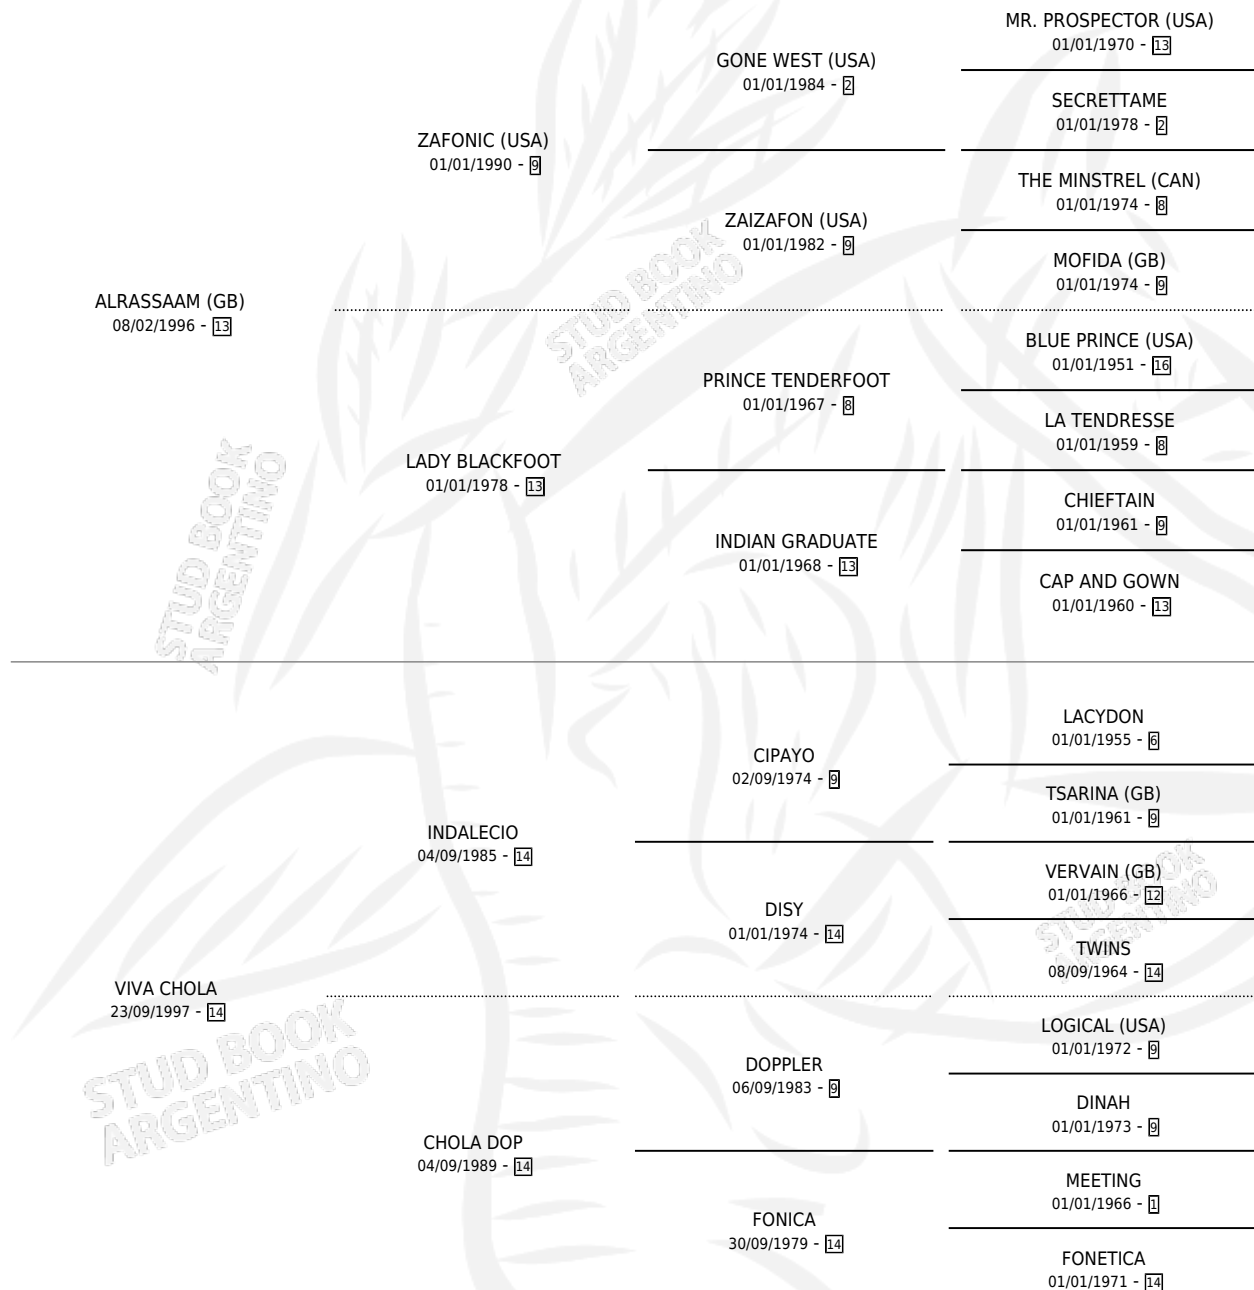 MR. PROSPECTOR (USA)
01/01/1970 - 13
GONE WEST (USA)
01/01/1984 - 2
SECRETTAME
01/01/1978 - 2
ZAFONIC (USA)
01/01/1990 - 9
THE MINSTREL (CAN)
01/01/1974 - 8
ZAIZAFON (USA)
01/01/1982 - 9
MOFIDA (GB)
01/01/1974 - 9
ALRASSAAM (GB)
08/02/1996 - 13
BLUE PRINCE (USA)
01/01/1951 - 16
PRINCE TENDERFOOT
01/01/1967 - 8
LA TENDRESSE
01/01/1959 - 8
LADY BLACKFOOT
01/01/1978 - 13
CHIEFTAIN
01/01/1961 - 9
INDIAN GRADUATE
01/01/1968 - 13
CAP AND GOWN
01/01/1960 - 13
LACYDON
01/01/1955 - 6
CIPAYO
02/09/1974 - 9
TSARINA (GB)
01/01/1961 - 9
INDALECIO
04/09/1985 - 14
VERVAIN (GB)
01/01/1966 - 12
DISY
01/01/1974 - 14
TWINS
08/09/1964 - 14
VIVA CHOLA
23/09/1997 - 14
LOGICAL (USA)
01/01/1972 - 9
DOPPLER
06/09/1983 - 9
DINAH
01/01/1973 - 9
CHOLA DOP
04/09/1989 - 14
MEETING
01/01/1966 - 1
FONICA
30/09/1979 - 14
FONETICA
01/01/1971 - 14
STUD BOOK
ARGENTINO
STUD BOOK
ARGENTINO
STUD BOOK
ARGENTINO
STUD BOOK
ARGENTINO